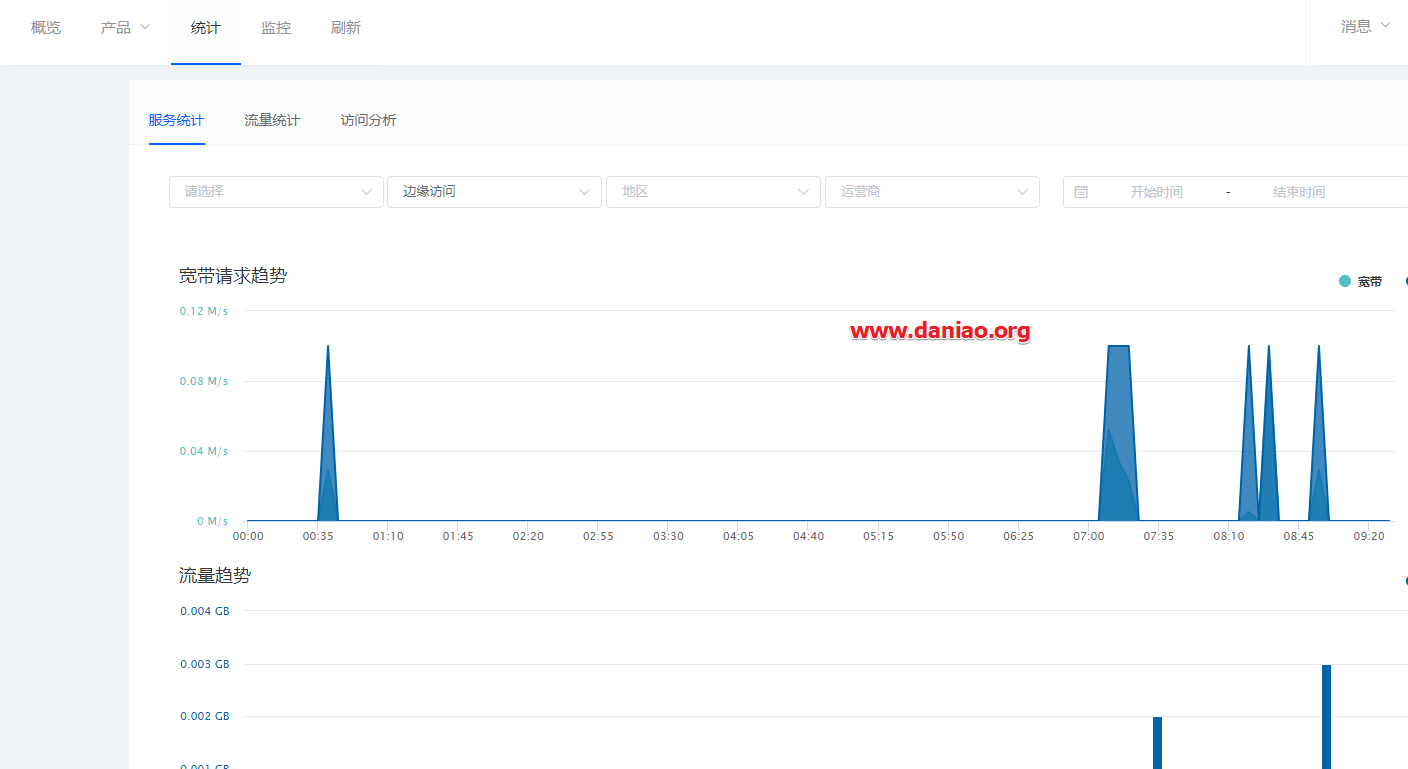 概览 产品 统计 监控 刷新 消息
服务统计 流量统计 访问分析
请选择 边缘访问 地区 运营商 开始时间 - 结束时间
宽带请求趋势
宽带
0.12 M/s
www.daniao.org
0.08 M/s
0.04 M/s
0 M/s
00:00 00:35 01:10 01:45 02:20 02:55 03:30 04:05 04:40 05:15 05:50 06:25 07:00 07:35 08:10 08:45 09:20
流量趋势
0.004 GB
0.003 GB
0.002 GB
0.001 GB